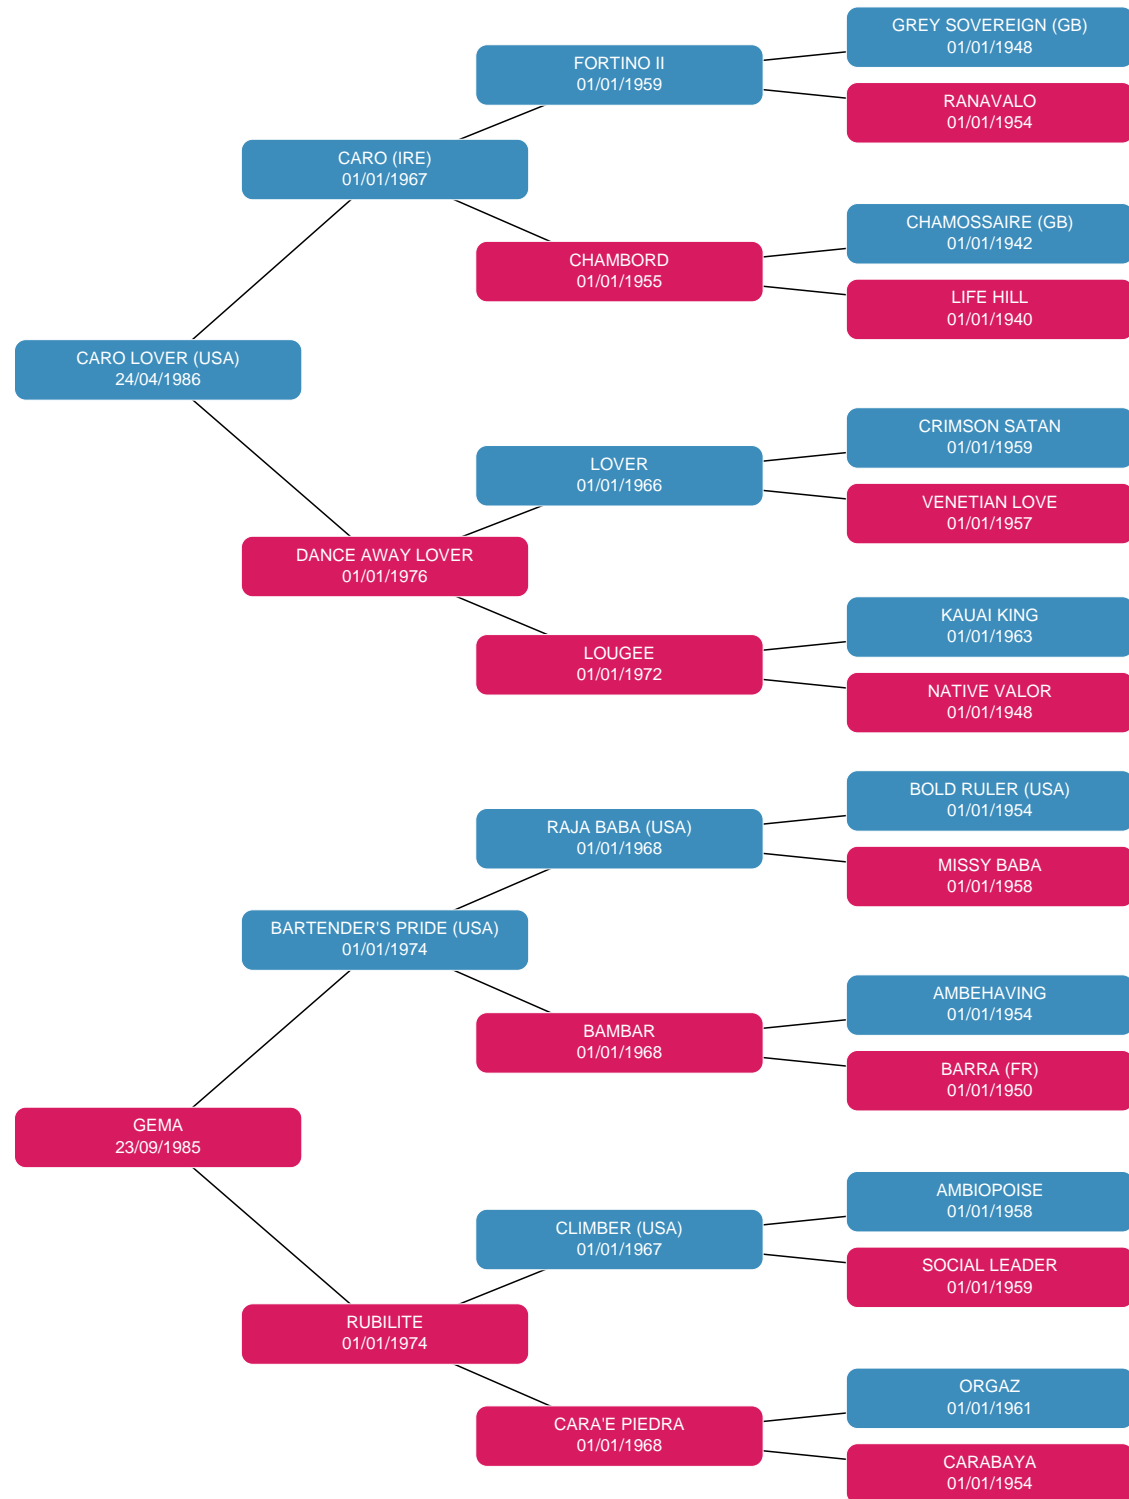 GREY SOVEREIGN (GB)
01/01/1948
FORTINO II
01/01/1959
RANAVALO
01/01/1954
CARO (IRE)
01/01/1967
CHAMOSSAIRE (GB)
01/01/1942
CHAMBORD
01/01/1955
LIFE HILL
01/01/1940
CARO LOVER (USA)
24/04/1986
CRIMSON SATAN
01/01/1959
LOVER
01/01/1966
VENETIAN LOVE
01/01/1957
DANCE AWAY LOVER
01/01/1976
KAUAI KING
01/01/1963
LOUGEE
01/01/1972
NATIVE VALOR
01/01/1948
BOLD RULER (USA)
01/01/1954
RAJA BABA (USA)
01/01/1968
MISSY BABA
01/01/1958
BARTENDER'S PRIDE (USA)
01/01/1974
AMBEHAVING
01/01/1954
BAMBAR
01/01/1968
BARRA (FR)
01/01/1950
GEMA
23/09/1985
AMBIOPOISE
01/01/1958
CLIMBER (USA)
01/01/1967
SOCIAL LEADER
01/01/1959
RUBILITE
01/01/1974
ORGAZ
01/01/1961
CARA'E PIEDRA
01/01/1968
CARABAYA
01/01/1954